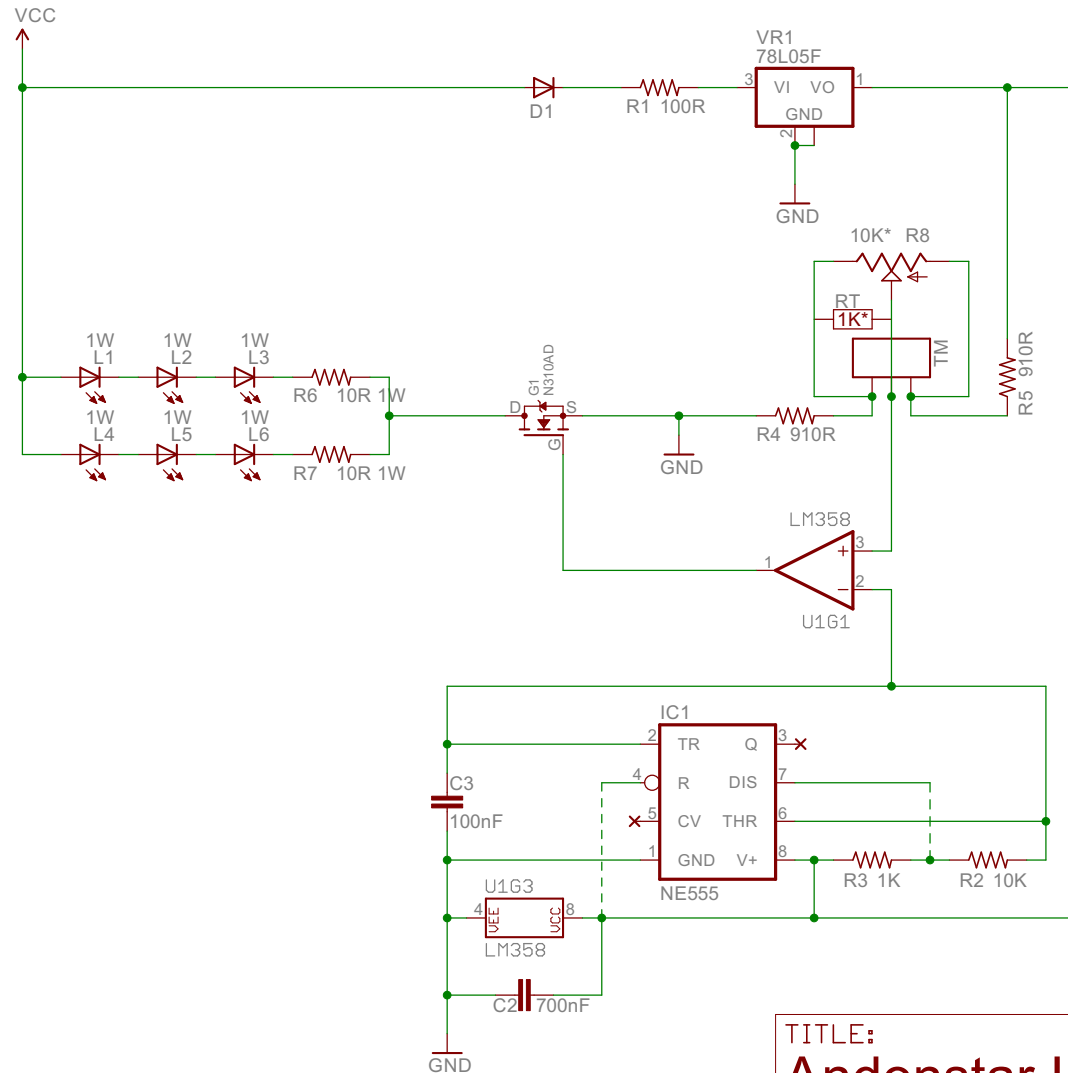 VCC
VR1
78L05F
3 VI VO 1
GND
2
D1
R1 100R
GND
10K* R8
RT
1K*
TM
910R
R5
1W
L1
1W
L2
1W
L3
R6 10R 1W
G1
N310AD
D S
G
R4 910R
GND
1W
L4
1W
L5
1W
L6
R7 10R 1W
LM358
3
+
1
2
−
U1G1
IC1
2 TR Q 3
4 R DIS 7
5 CV THR 6
1 GND V+ 8
NE555
C3
100nF
R3 1K
R2 10K
U1G3
4 VEE VCC 8
LM358
C2 700nF
GND
TITLE:
Andonstar